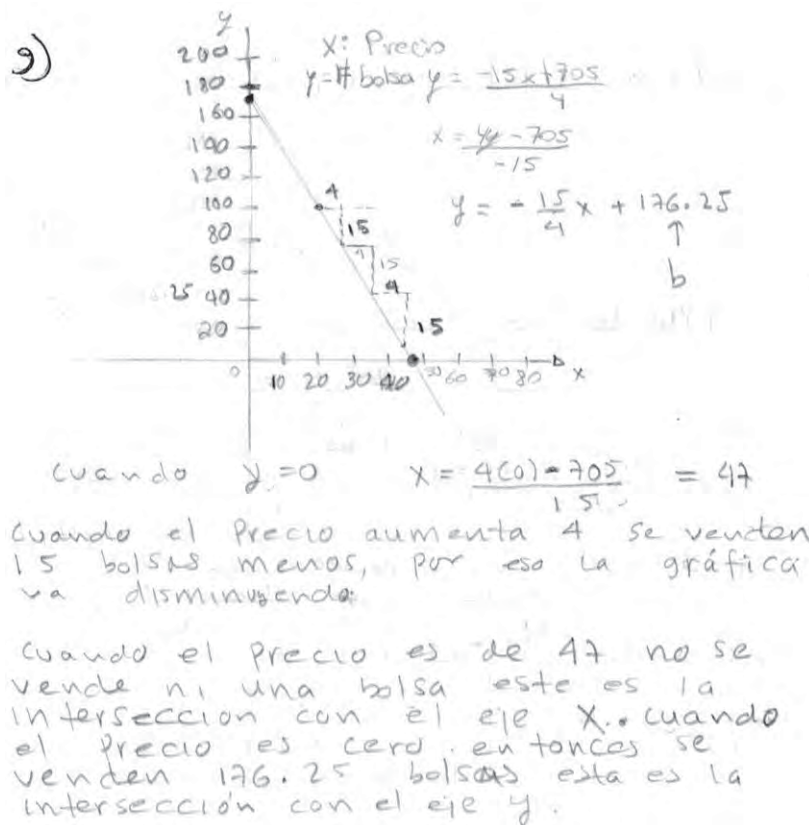 9)
y
200
180
160
140
120
100
80
60
25 40
20
X: Precio
y=# bolsa y = -15x+705 / 4
x = 4y - 705 / -15
y = - 15/4 x + 176.25
↑
b
4
15
15
4
15
0 10 20 30 40 50 60 70 80 x
cuando y=0 x = 4(0) - 705 / 15 = 47
cuando el Precio aumenta 4 se venden
15 bolsas menos, por eso la gráfica
va disminuyendo
cuando el precio es de 47 no se
vende ni una bolsa este es la
intersección con el eje X. cuando
el Precio es cero entonces se
venden 176.25 bolsas esta es la
intersección con el eje y.